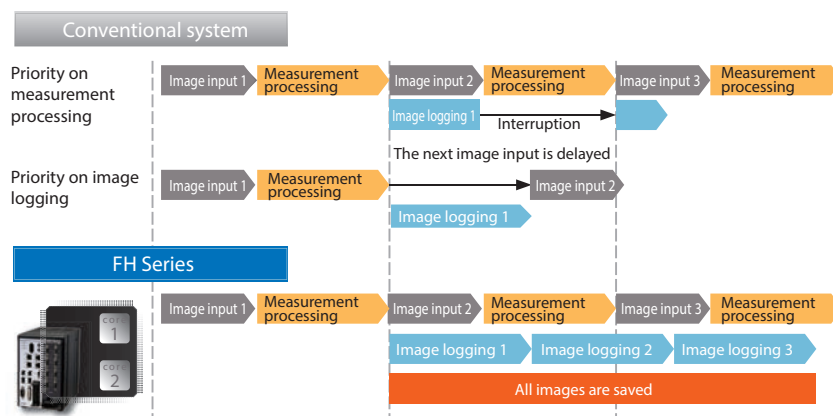 Conventional system
Priority on
measurement
processing
Image input 1
Measurement
processing
Image input 2
Measurement
processing
Image input 3
Measurement
processing
Image logging 1
Interruption
The next image input is delayed
Priority on image
logging
Image input 1
Measurement
processing
Image input 2
Image logging 1
FH Series
core
1
core
2
Image input 1
Measurement
processing
Image input 2
Measurement
processing
Image input 3
Measurement
processing
Image logging 1
Image logging 2
Image logging 3
All images are saved